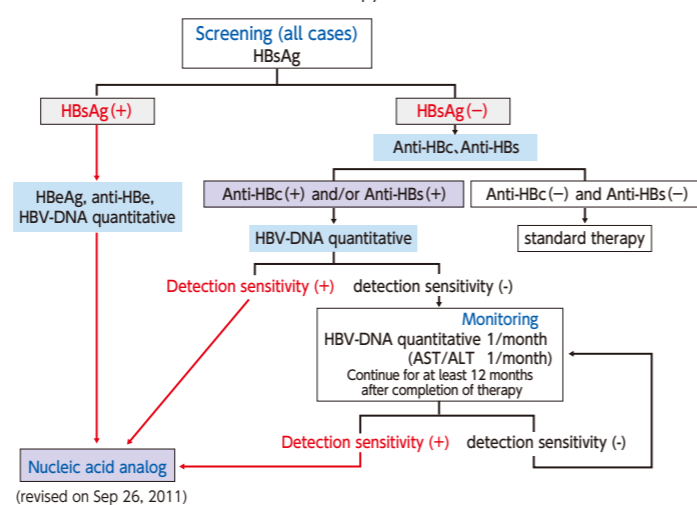 Screening (all cases)
HBsAg
HBsAg(+)
HBsAg(−)
Anti-HBc、Anti-HBs
HBeAg, anti-HBe,
HBV-DNA quantitative
Anti-HBc(+) and/or Anti-HBs(+)
Anti-HBc(−) and Anti-HBs(−)
HBV-DNA quantitative
standard therapy
Detection sensitivity (+)
detection sensitivity (-)
Monitoring
HBV-DNA quantitative 1/month
(AST/ALT 1/month)
Continue for at least 12 months
after completion of therapy
Detection sensitivity (+)
detection sensitivity (-)
Nucleic acid analog
(revised on Sep 26, 2011)